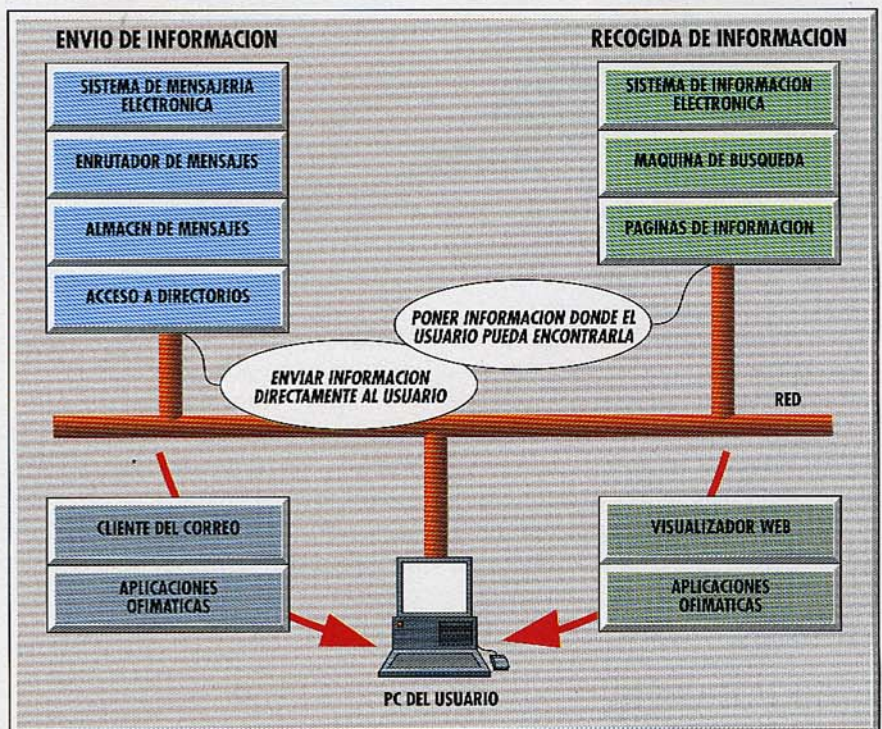 ENVIO DE INFORMACION
SISTEMA DE MENSAJERIA
ELECTRONICA
ENRUTADOR DE MENSAJES
ALMACEN DE MENSAJES
ACCESO A DIRECTORIOS
RECOGIDA DE INFORMACION
SISTEMA DE INFORMACION
ELECTRONICA
MAQUINA DE BUSQUEDA
PAGINAS DE INFORMACION
PONER INFORMACION DONDE EL
USUARIO PUEDA ENCONTRARLA
ENVIAR INFORMACION
DIRECTAMENTE AL USUARIO
RED
CLIENTE DEL CORREO
APLICACIONES
OFIMATICAS
VISUALIZADOR WEB
APLICACIONES
OFIMATICAS
PC DEL USUARIO